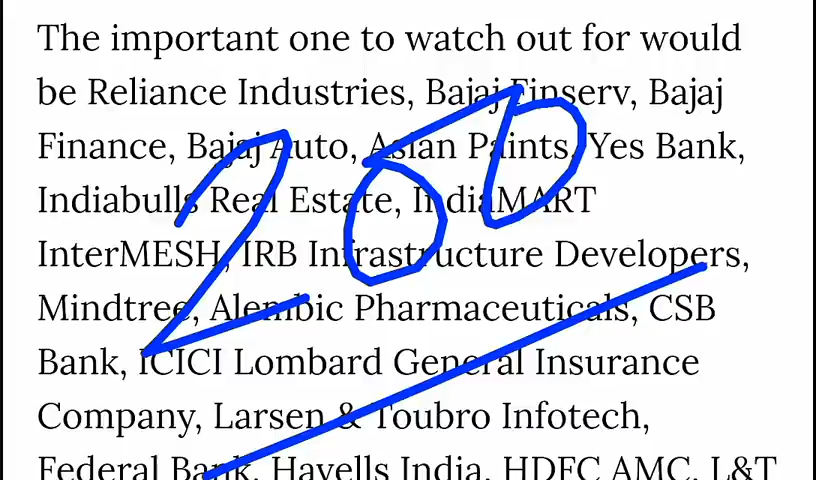 The important one to watch out for would
be Reliance Industries, Bajaj Finserv, Bajaj
Finance, Bajaj Auto, Asian Paints, Yes Bank,
Indiabulls Real Estate, IndiaMART
InterMESH, IRB Infrastructure Developers,
Mindtree, Alembic Pharmaceuticals, CSB
Bank, ICICI Lombard General Insurance
Company, Larsen & Toubro Infotech,
Federal Bank, Havells India, HDFC AMC, L&T
200